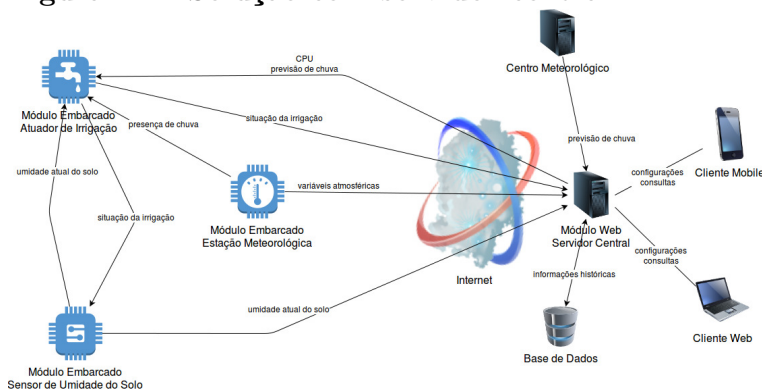 CPU
previsão de chuva
Centro Meteorológico
Módulo Embarcado
Atuador de Irrigação
presença de chuva
situação da irrigação
previsão de chuva
umidade atual do solo
configurações
consultas
Cliente Mobile
variáveis atmosféricas
situação da irrigação
Módulo Embarcado
Estação Meteorológica
Módulo Web
Servidor Central
configurações
consultas
Internet
informações históricas
umidade atual do solo
Cliente Web
Base de Dados
Módulo Embarcado
Sensor de Umidade do Solo